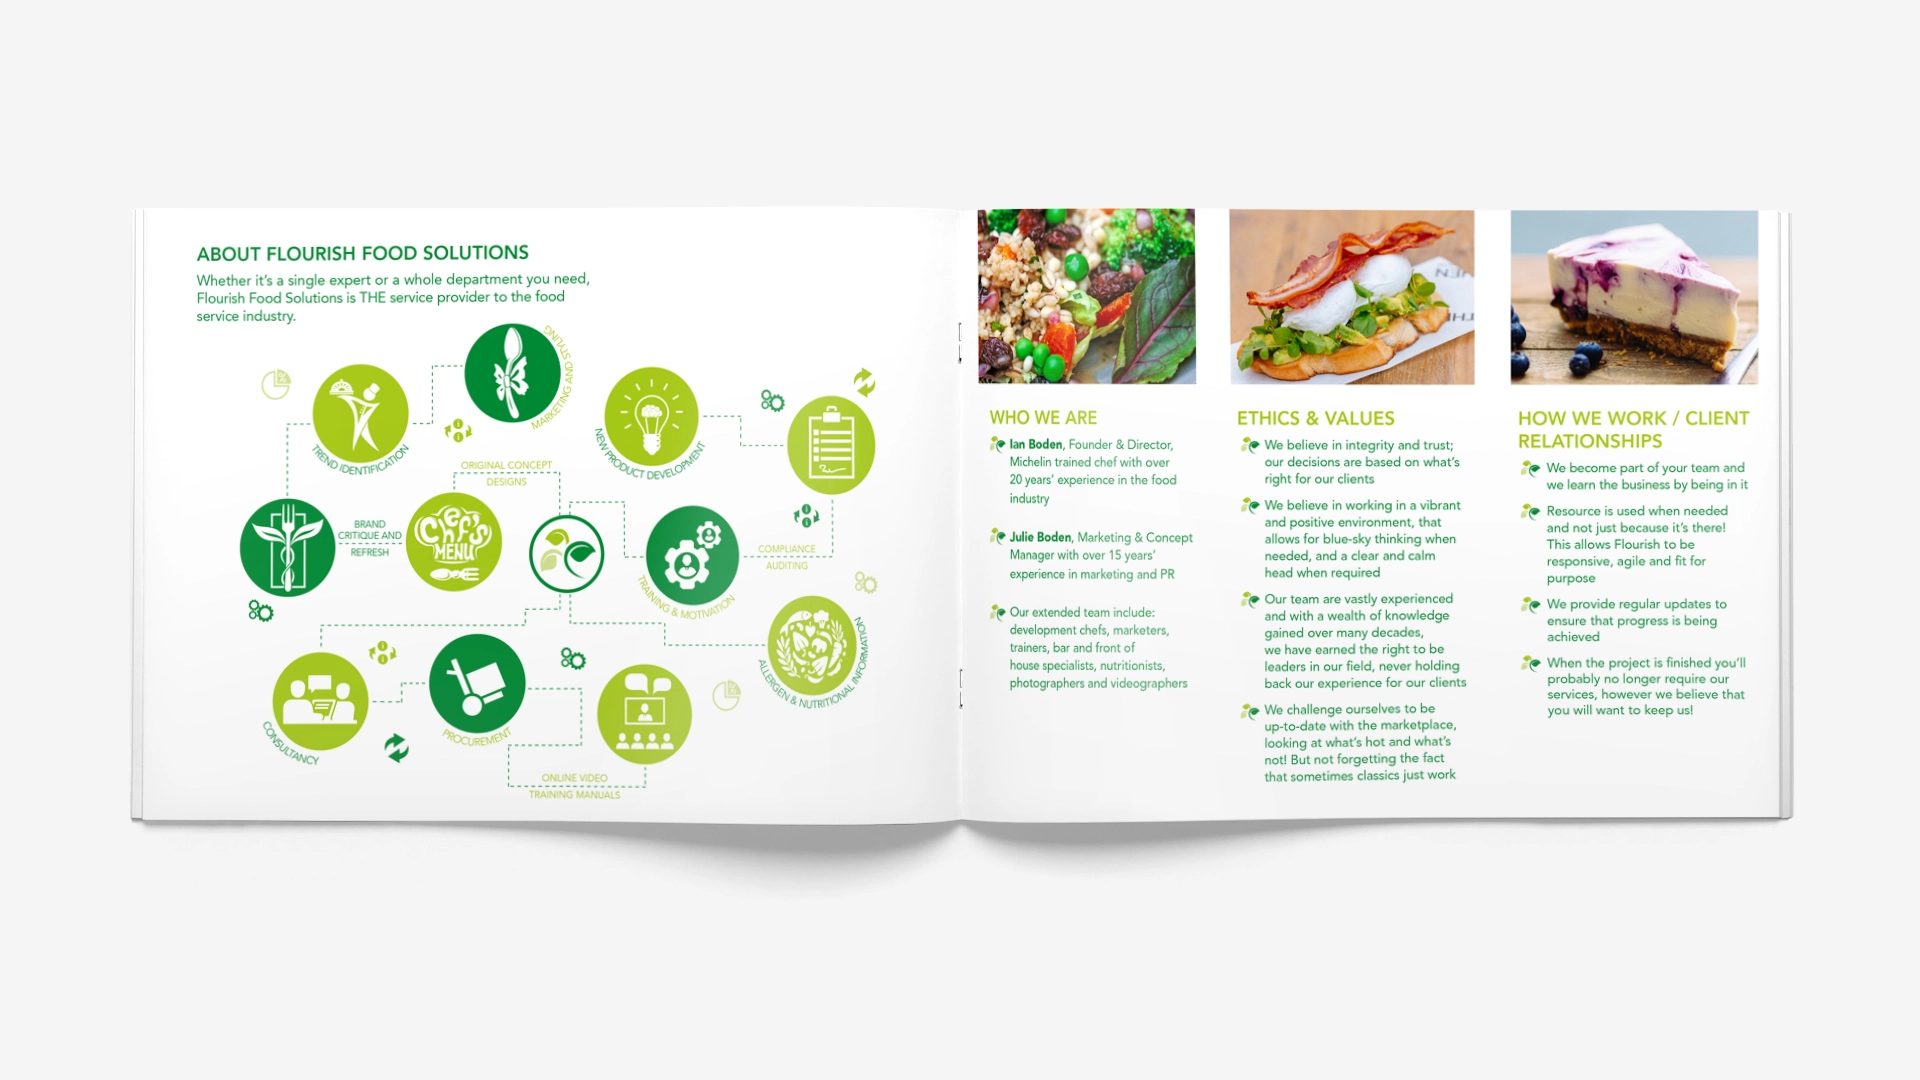 ABOUT FLOURISH FOOD SOLUTIONS
Whether it's a single expert or a whole department you need,
Flourish Food Solutions is THE service provider to the food
service industry.
MARKETING AND STYLING
TREND IDENTIFICATION
NEW PRODUCT DEVELOPMENT
ORIGINAL CONCEPT
DESIGNS
BRAND
CRITIQUE AND
REFRESH
Chef's
MENU
TRAINING & MOTIVATION
COMPLIANCE
AUDITING
ALLERGEN & NUTRITIONAL INFORMATION
CONSULTANCY
PROCUREMENT
ONLINE VIDEO
TRAINING MANUALS
WHO WE ARE
Ian Boden, Founder & Director,
Michelin trained chef with over
20 years' experience in the food
industry
Julie Boden, Marketing & Concept
Manager with over 15 years'
experience in marketing and PR
Our extended team include:
development chefs, marketers,
trainers, bar and front of
house specialists, nutritionists,
photographers and videographers
ETHICS & VALUES
We believe in integrity and trust;
our decisions are based on what's
right for our clients
We believe in working in a vibrant
and positive environment, that
allows for blue-sky thinking when
needed, and a clear and calm
head when required
Our team are vastly experienced
and with a wealth of knowledge
gained over many decades,
we have earned the right to be
leaders in our field, never holding
back our experience for our clients
We challenge ourselves to be
up-to-date with the marketplace,
looking at what's hot and what's
not! But not forgetting the fact
that sometimes classics just work
HOW WE WORK / CLIENT
RELATIONSHIPS
We become part of your team and
we learn the business by being in it
Resource is used when needed
and not just because it's there!
This allows Flourish to be
responsive, agile and fit for
purpose
We provide regular updates to
ensure that progress is being
achieved
When the project is finished you'll
probably no longer require our
services, however we believe that
you will want to keep us!